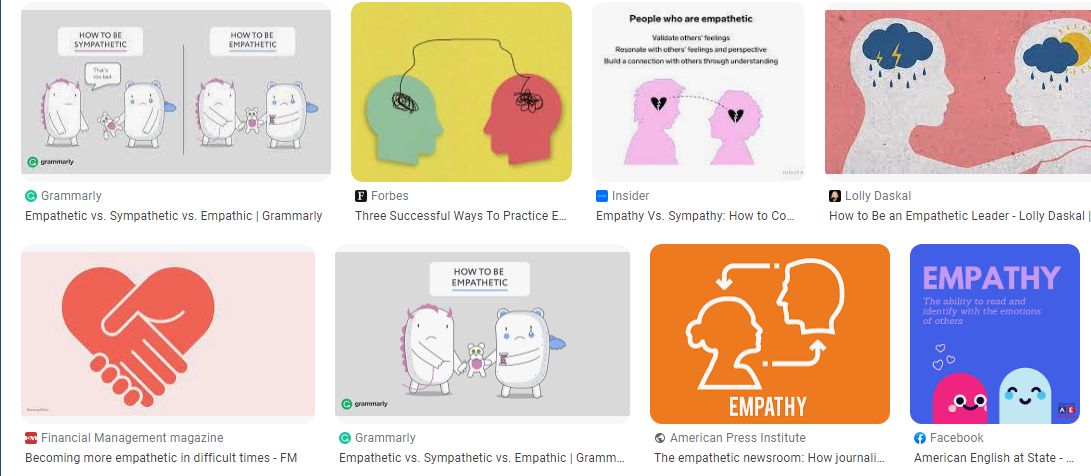 HOW TO BE
SYMPATHETIC
That's
too bad.
HOW TO BE
EMPATHETIC
grammarly
People who are empathetic
Validate others' feelings
Resonate with others' feelings and perspective
Build a connection with others through understanding
INSIDER
Grammarly
Empathetic vs. Sympathetic vs. Empathic | Grammarly
F Forbes
Three Successful Ways To Practice E...
Insider
Empathy Vs. Sympathy: How to Co...
Lolly Daskal
How to Be an Empathetic Leader - Lolly Daskal |
HOW TO BE
EMPATHETIC
grammarly
EMPATHY
EMPATHY
The ability to read and
identify with the emotions
of others
A E
Financial Management magazine
Becoming more empathetic in difficult times - FM
Grammarly
Empathetic vs. Sympathetic vs. Empathic | Gramm...
American Press Institute
The empathetic newsroom: How journali...
Facebook
American English at State - ...